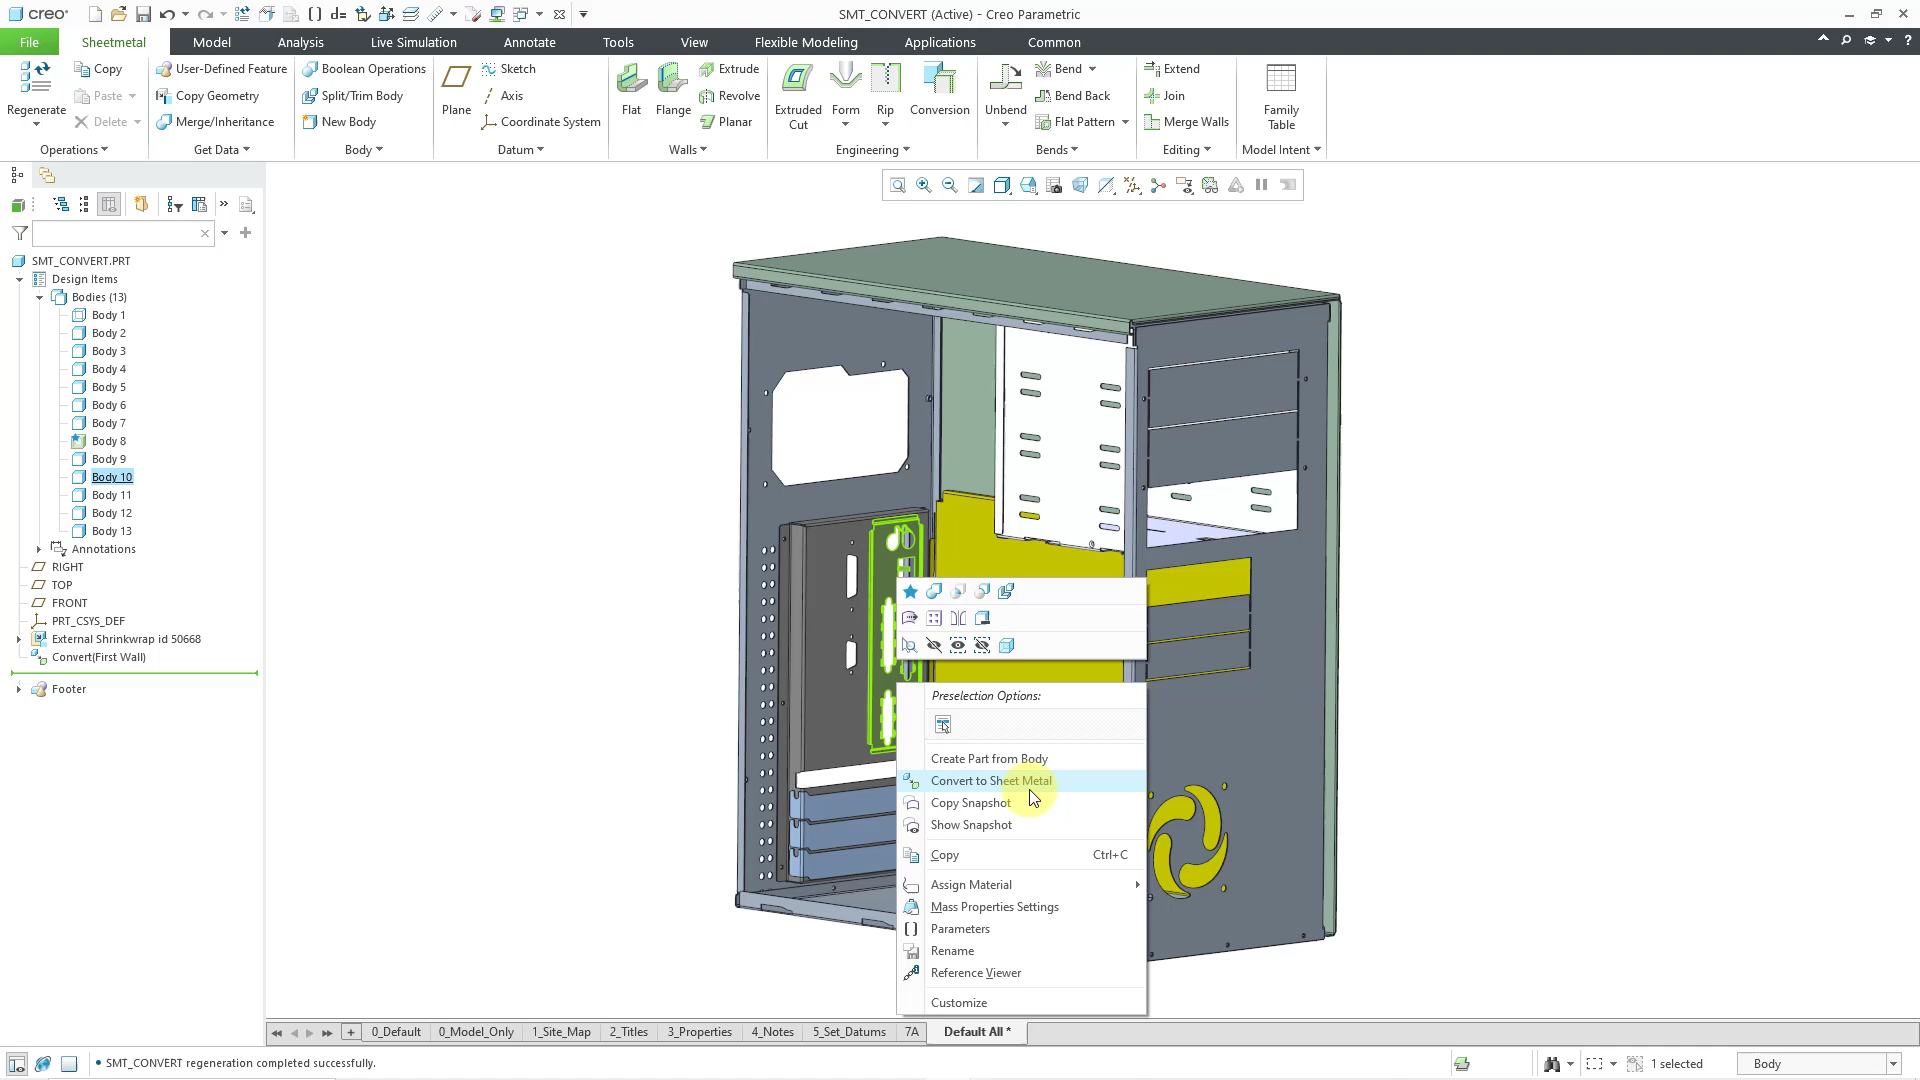 creo
SMT_CONVERT (Active) - Creo Parametric
File Sheetmetal Model Analysis Live Simulation Annotate Tools View Flexible Modeling Applications Common
Regenerate
Copy
Paste
Delete
Operations
User-Defined Feature
Copy Geometry
Merge/Inheritance
Get Data
Boolean Operations
Split/Trim Body
New Body
Body
Plane
Sketch
Axis
Coordinate System
Datum
Flat
Flange
Extrude
Revolve
Planar
Walls
Extruded
Cut
Form
Rip
Conversion
Engineering
Unbend
Bend
Bend Back
Flat Pattern
Bends
Extend
Join
Merge Walls
Editing
Family
Table
Model Intent
SMT_CONVERT.PRT
Design Items
Bodies (13)
Body 1
Body 2
Body 3
Body 4
Body 5
Body 6
Body 7
Body 8
Body 9
Body 10
Body 11
Body 12
Body 13
Annotations
RIGHT
TOP
FRONT
PRT_CSYS_DEF
External Shrinkwrap id 50668
Convert(First Wall)
Footer
Preselection Options:
Create Part from Body
Convert to Sheet Metal
Copy Snapshot
Show Snapshot
Copy Ctrl+C
Assign Material
Mass Properties Settings
Parameters
Rename
Reference Viewer
Customize
0_Default 0_Model_Only 1_Site_Map 2_Titles 3_Properties 4_Notes 5_Set_Datums 7A Default All *
• SMT_CONVERT regeneration completed successfully.
1 selected
Body